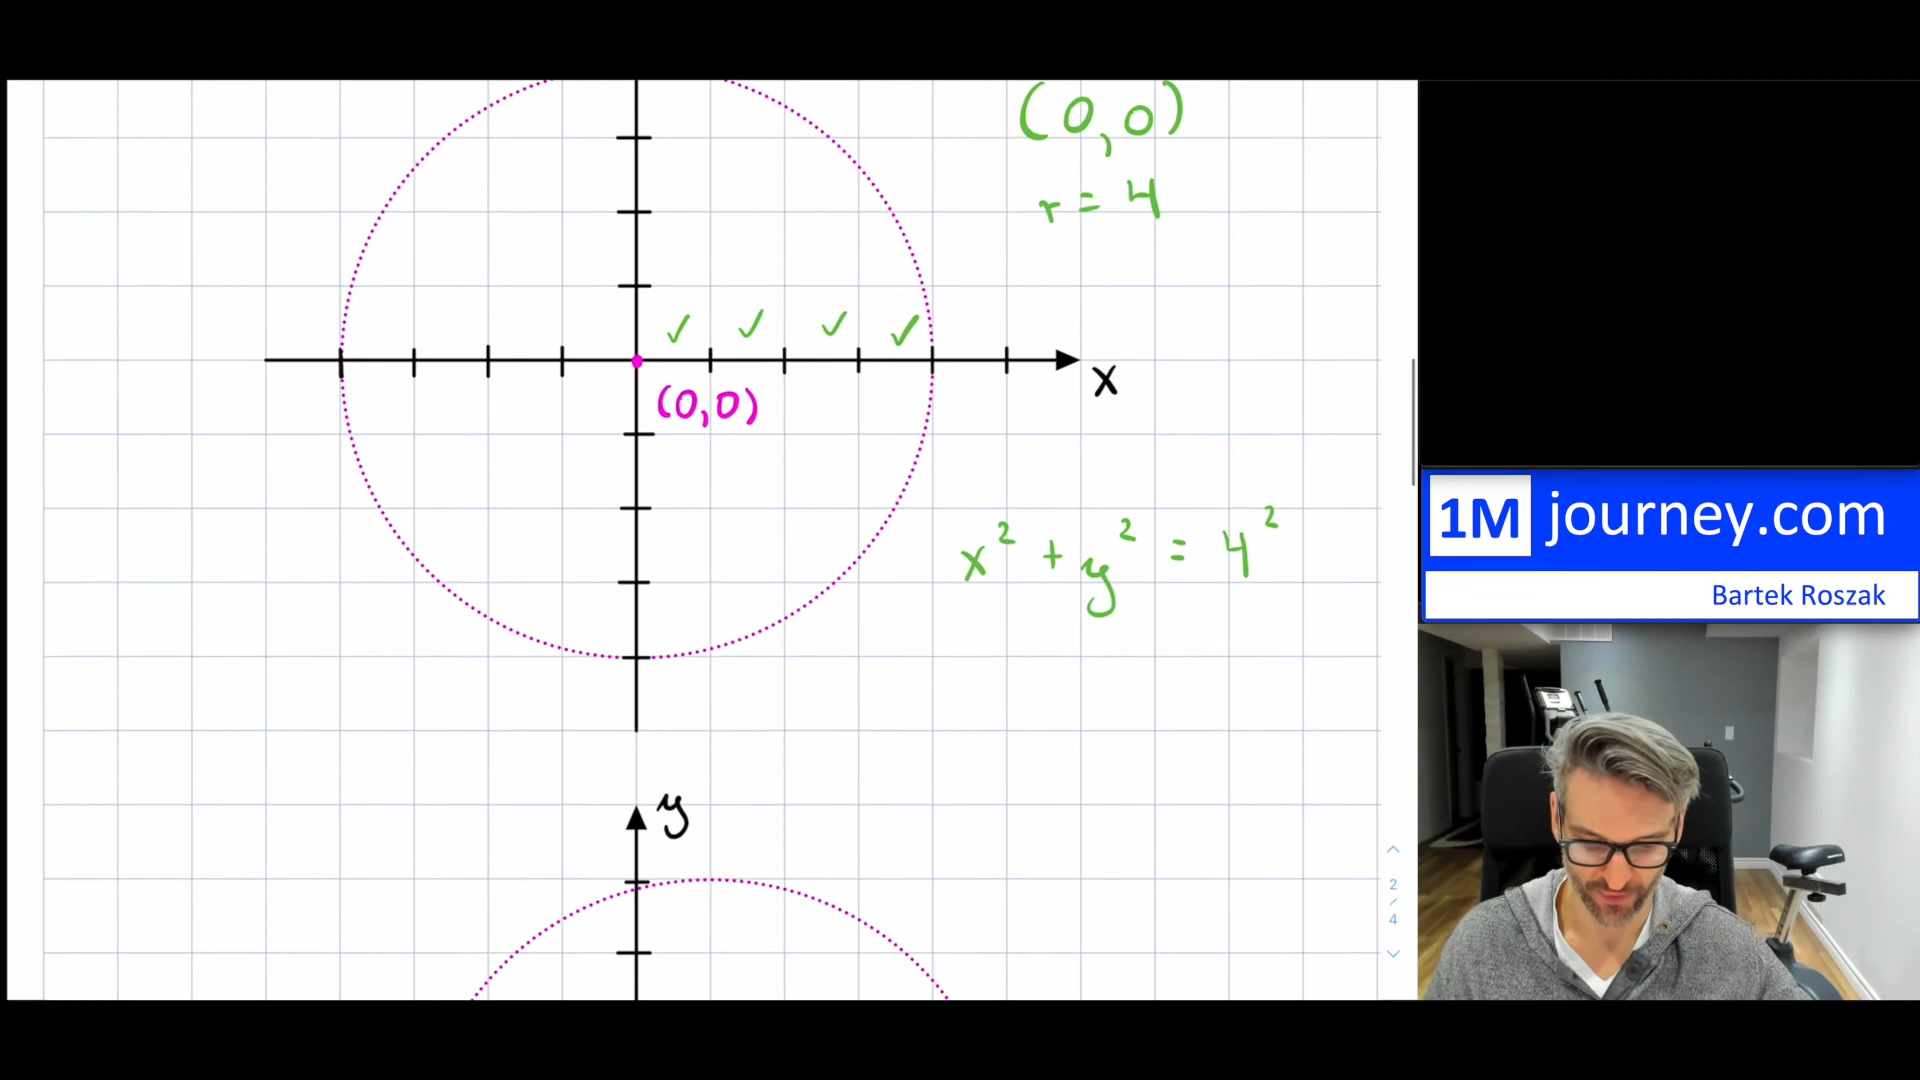 (0,0)
r = 4
✓ ✓ ✓ ✓
x
(0,0)
x² + y² = 4²
y
2
/
4
1M journey.com
Bartek Roszak